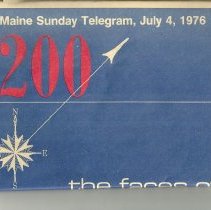 Maine Sunday Telegram, July 4, 1976
200
N
E
S
the faces o